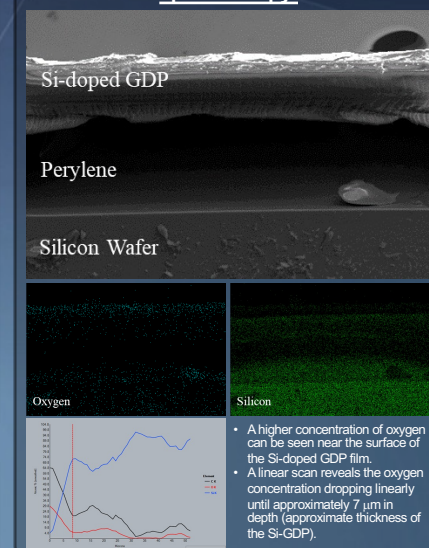 Si-doped GDP
Perylene
Silicon Wafer
Oxygen
Silicon
• A higher concentration of oxygen
can be seen near the surface of
the Si-doped GDP film.
• A linear scan reveals the oxygen
concentration dropping linearly
until approximately 7 μm in
depth (approximate thickness of
the Si-GDP).